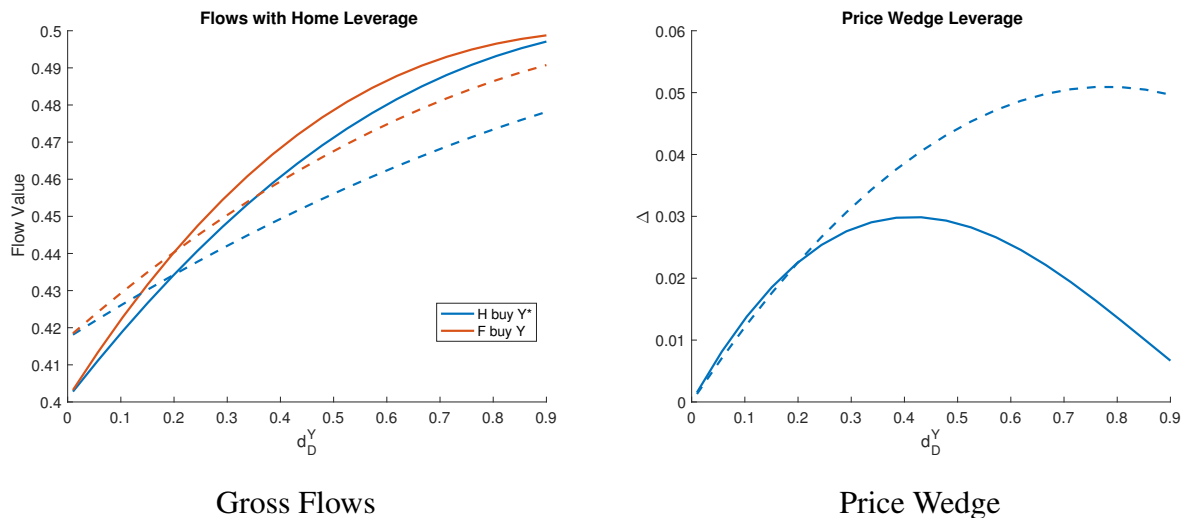 Flows with Home Leverage
Flow Value
0.5
0.49
0.48
0.47
0.46
0.45
0.44
0.43
0.42
0.41
0.4
0 0.1 0.2 0.3 0.4 0.5 0.6 0.7 0.8 0.9
d_D^Y
H buy Y*
F buy Y
Gross Flows
Price Wedge Leverage
Δ
0.06
0.05
0.04
0.03
0.02
0.01
0
0 0.1 0.2 0.3 0.4 0.5 0.6 0.7 0.8 0.9
d_D^Y
Price Wedge